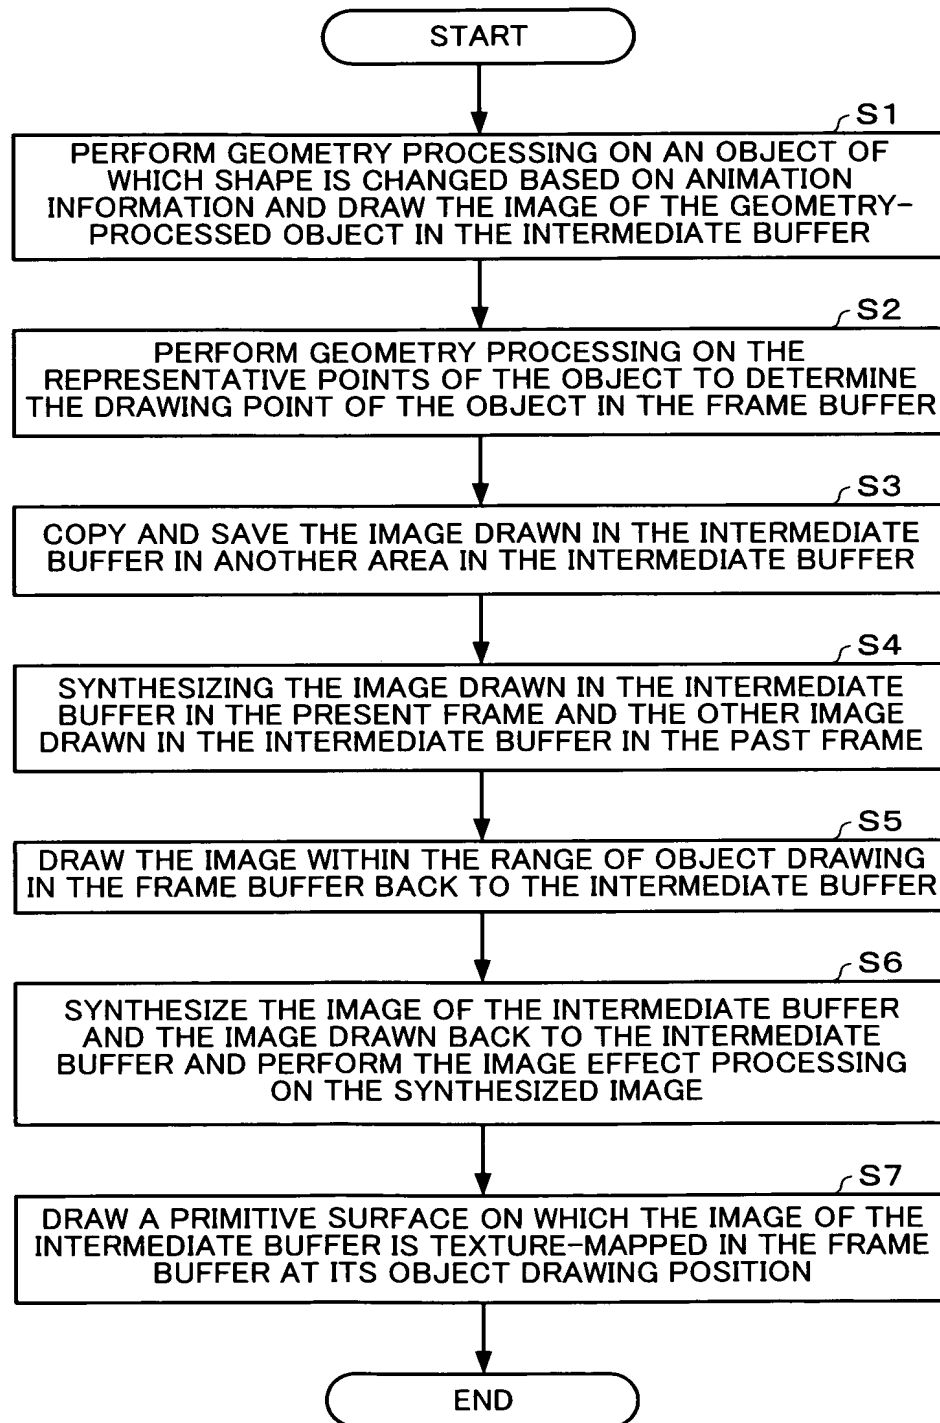 START
S1
PERFORM GEOMETRY PROCESSING ON AN OBJECT OF
WHICH SHAPE IS CHANGED BASED ON ANIMATION
INFORMATION AND DRAW THE IMAGE OF THE GEOMETRY-
PROCESSED OBJECT IN THE INTERMEDIATE BUFFER
S2
PERFORM GEOMETRY PROCESSING ON THE
REPRESENTATIVE POINTS OF THE OBJECT TO DETERMINE
THE DRAWING POINT OF THE OBJECT IN THE FRAME BUFFER
S3
COPY AND SAVE THE IMAGE DRAWN IN THE INTERMEDIATE
BUFFER IN ANOTHER AREA IN THE INTERMEDIATE BUFFER
S4
SYNTHESIZING THE IMAGE DRAWN IN THE INTERMEDIATE
BUFFER IN THE PRESENT FRAME AND THE OTHER IMAGE
DRAWN IN THE INTERMEDIATE BUFFER IN THE PAST FRAME
S5
DRAW THE IMAGE WITHIN THE RANGE OF OBJECT DRAWING
IN THE FRAME BUFFER BACK TO THE INTERMEDIATE BUFFER
S6
SYNTHESIZE THE IMAGE OF THE INTERMEDIATE BUFFER
AND THE IMAGE DRAWN BACK TO THE INTERMEDIATE
BUFFER AND PERFORM THE IMAGE EFFECT PROCESSING
ON THE SYNTHESIZED IMAGE
S7
DRAW A PRIMITIVE SURFACE ON WHICH THE IMAGE OF THE
INTERMEDIATE BUFFER IS TEXTURE-MAPPED IN THE FRAME
BUFFER AT ITS OBJECT DRAWING POSITION
END